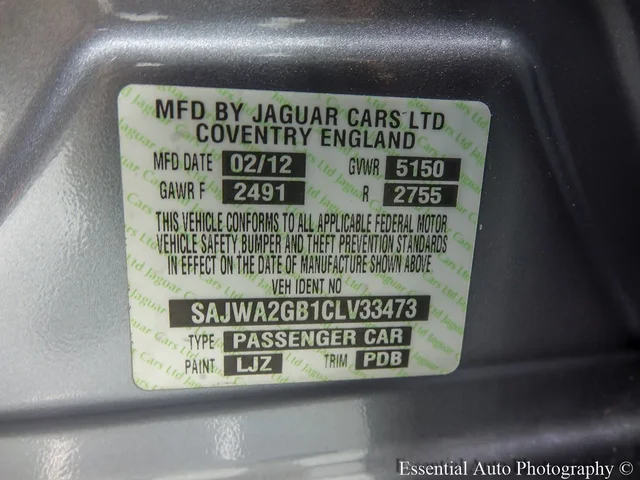 MFD BY JAGUAR CARS LTD
COVENTRY ENGLAND
MFD DATE 02/12 GVWR 5150
GAWR F 2491 R 2755
THIS VEHICLE CONFORMS TO ALL APPLICABLE FEDERAL MOTOR
VEHICLE SAFETY BUMPER AND THEFT PREVENTION STANDARDS
IN EFFECT ON THE DATE OF MANUFACTURE SHOWN ABOVE
VEH IDENT NO
SAJWA2GB1CLV33473
TYPE PASSENGER CAR
PAINT LJZ TRIM PDB
Essential Auto Photography ©